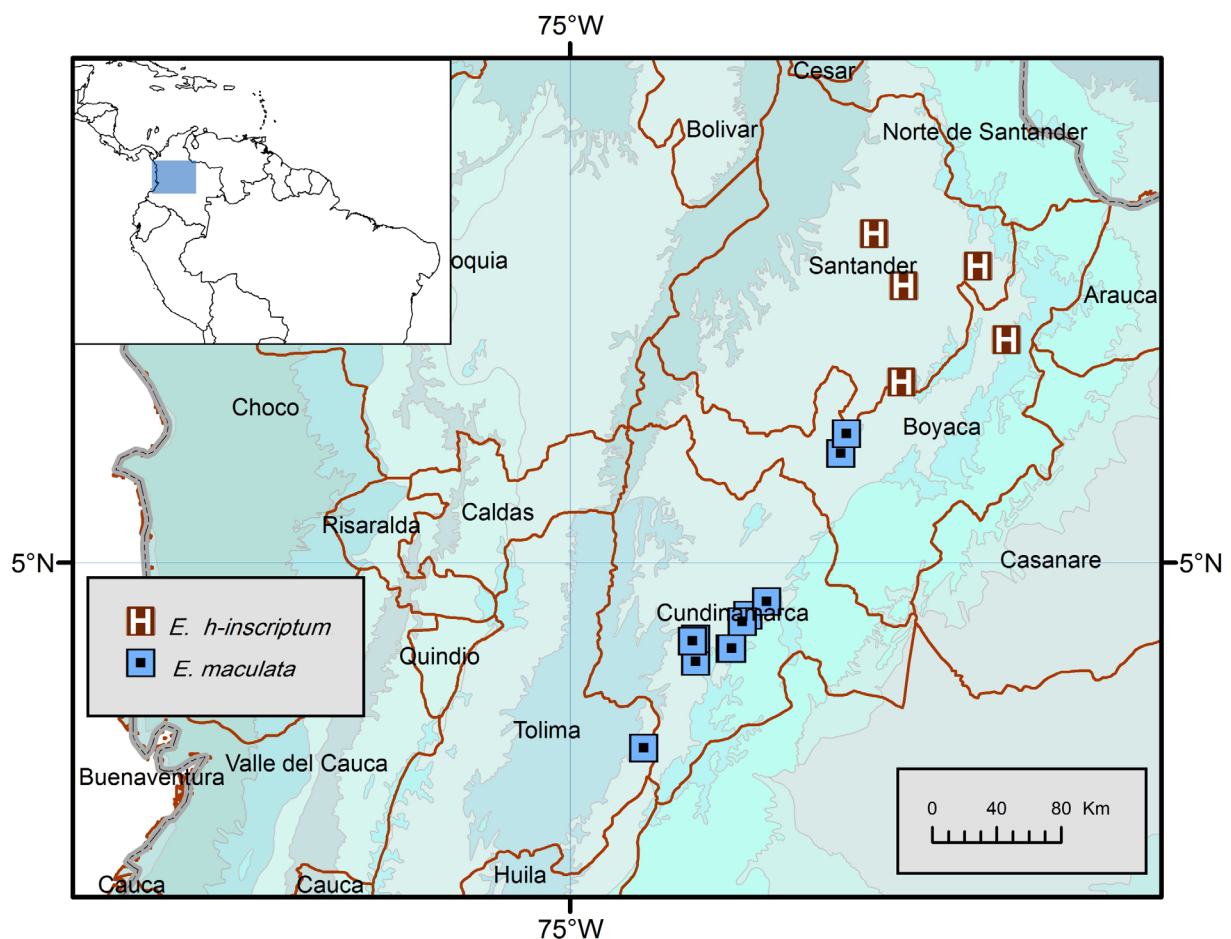 75°W
Cesar
Bolivar
Norte de Santander
oquia
H
Santander
H
H
Arauca
H
Choco
H
Boyaca
Caldas
Risaralda
5°N
5°N
Casanare
H E. h-inscriptum
Cundinamarca
Quindio
E. maculata
Tolima
Valle del Cauca
Buenaventura
0 40 80 Km
Huila
Cauca
Cauca
75°W